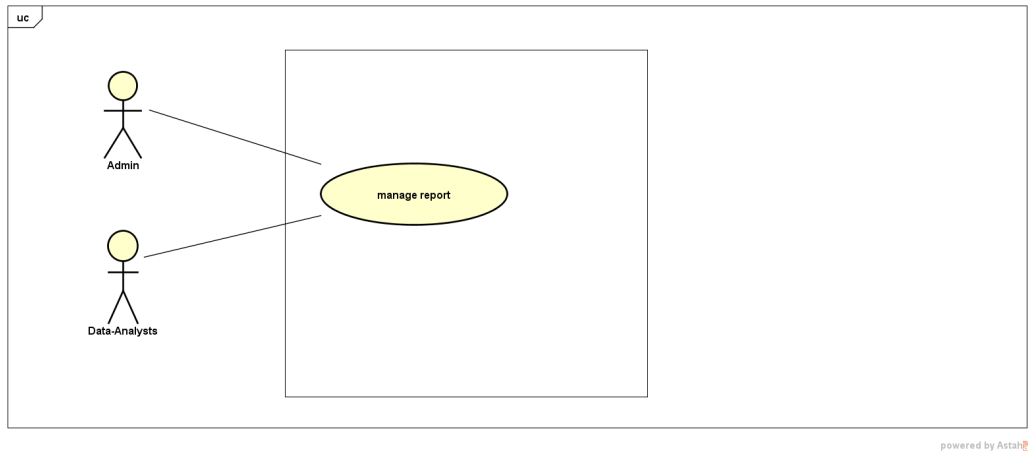 uc
Admin
manage report
Data-Analysts
powered by Astah